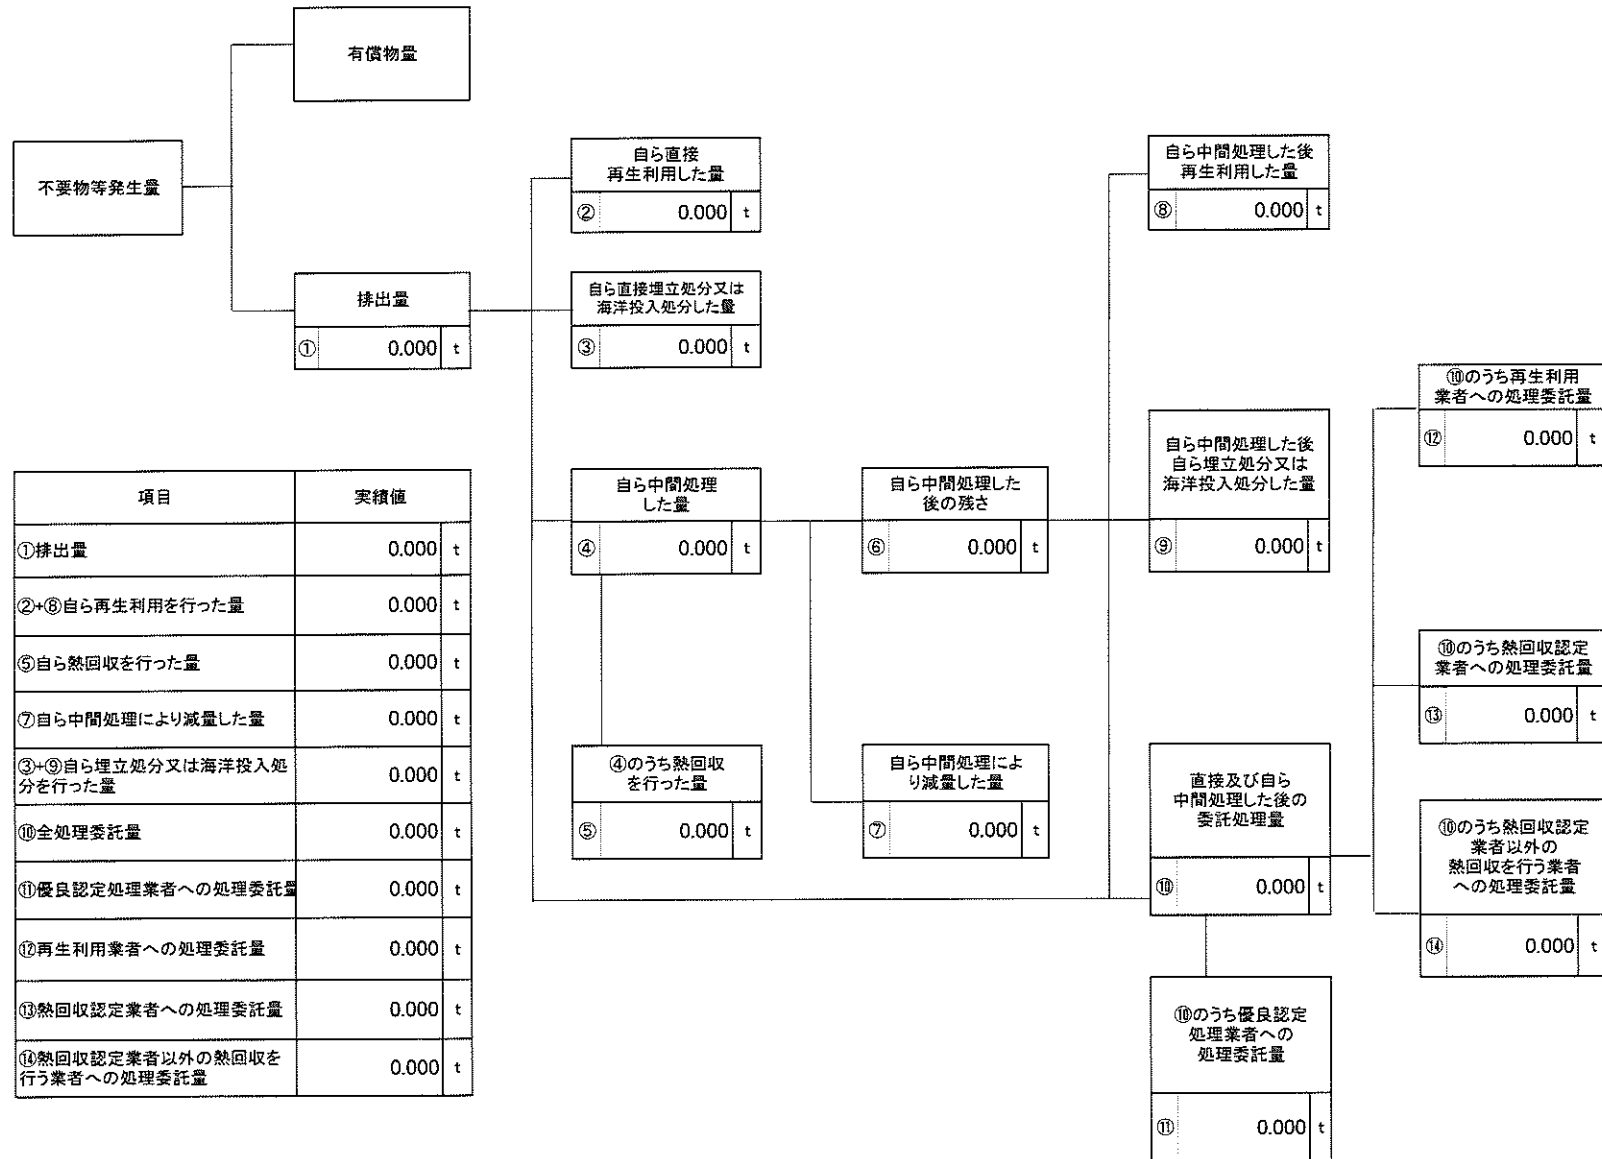 有償物量
不要物等発生量
排出量
① 0.000 t
自ら直接
再生利用した量
② 0.000 t
自ら直接埋立処分又は
海洋投入処分した量
③ 0.000 t
自ら中間処理
した量
④ 0.000 t
④のうち熱回収
を行った量
⑤ 0.000 t
自ら中間処理した
後の残さ
⑥ 0.000 t
自ら中間処理によ
り減量した量
⑦ 0.000 t
自ら中間処理した後
再生利用した量
⑧ 0.000 t
自ら中間処理した後
自ら埋立処分又は
海洋投入処分した量
⑨ 0.000 t
直接及び自ら
中間処理した後の
委託処理量
⑩ 0.000 t
⑩のうち優良認定
処理業者への
処理委託量
⑪ 0.000 t
⑩のうち再生利用
業者への処理委託量
⑫ 0.000 t
⑩のうち熱回収認定
業者への処理委託量
⑬ 0.000 t
⑩のうち熱回収認定
業者以外の
熱回収を行う業者
への処理委託量
⑭ 0.000 t
項目 実績値
①排出量 0.000 t
②+⑧自ら再生利用を行った量 0.000 t
⑤自ら熱回収を行った量 0.000 t
⑦自ら中間処理により減量した量 0.000 t
③+⑨自ら埋立処分又は海洋投入処
分を行った量 0.000 t
⑩全処理委託量 0.000 t
⑪優良認定処理業者への処理委託量 0.000 t
⑫再生利用業者への処理委託量 0.000 t
⑬熱回収認定業者への処理委託量 0.000 t
⑭熱回収認定業者以外の熱回収を
行う業者への処理委託量 0.000 t